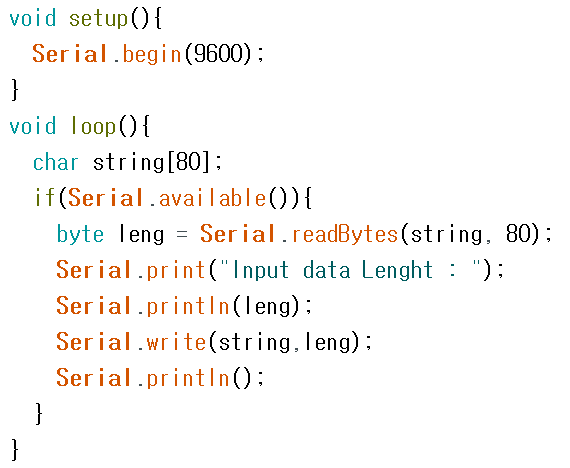 void setup(){
  Serial.begin(9600);
}
void loop(){
  char string[80];
  if(Serial.available()){
    byte leng = Serial.readBytes(string, 80);
    Serial.print("Input data Lenght : ");
    Serial.println(leng);
    Serial.write(string,leng);
    Serial.println();
  }
}